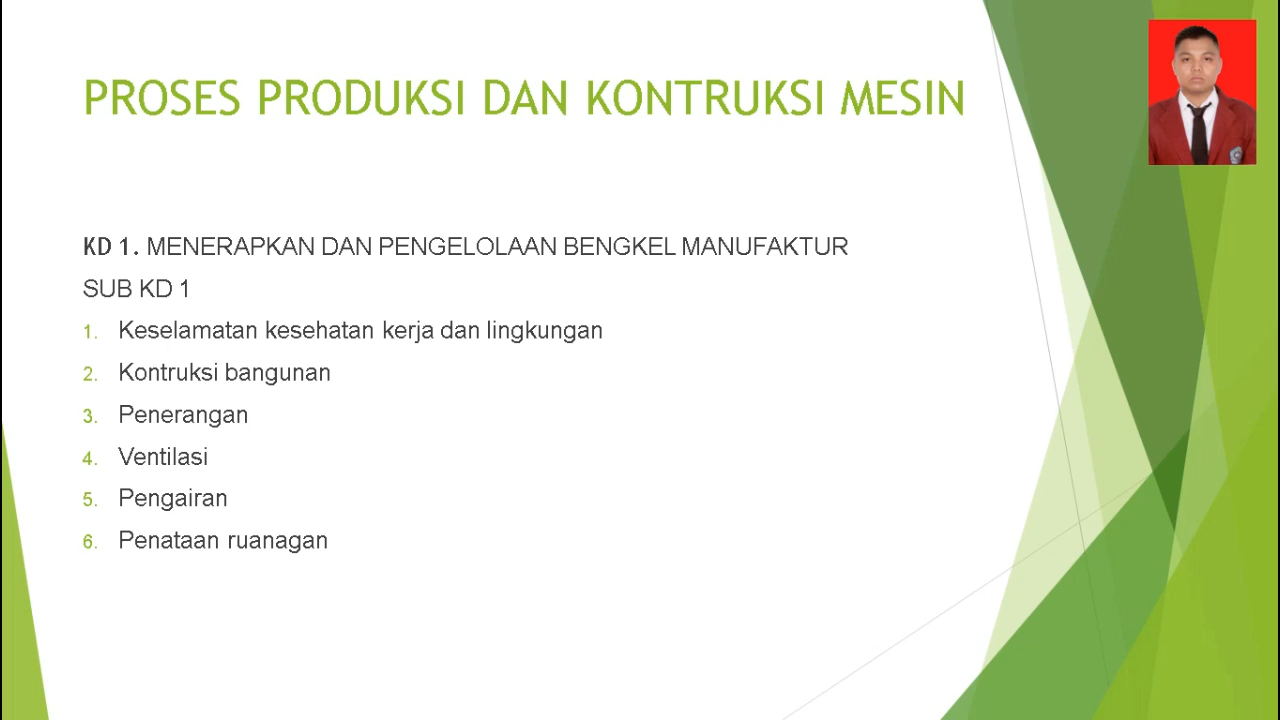 PROSES PRODUKSI DAN KONTRUKSI MESIN
KD 1. MENERAPKAN DAN PENGELOLAAN BENGKEL MANUFAKTUR
SUB KD 1
1. Keselamatan kesehatan kerja dan lingkungan
2. Kontruksi bangunan
3. Penerangan
4. Ventilasi
5. Pengairan
6. Penataan ruanagan